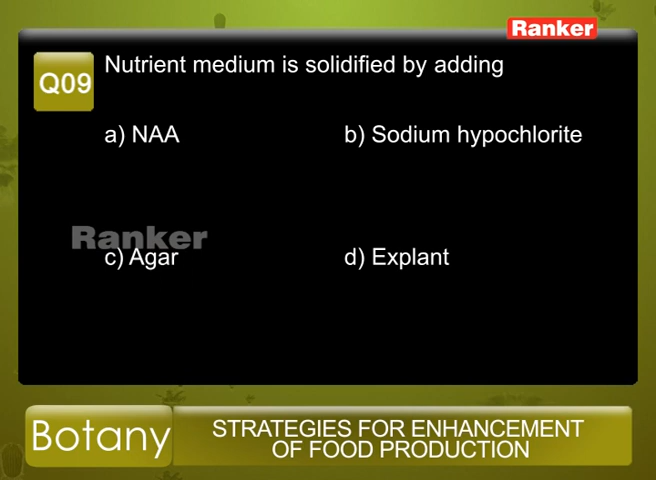 Ranker
Q09
Nutrient medium is solidified by adding
a) NAA
b) Sodium hypochlorite
Ranker
c) Agar
d) Explant
Botany
STRATEGIES FOR ENHANCEMENT
OF FOOD PRODUCTION